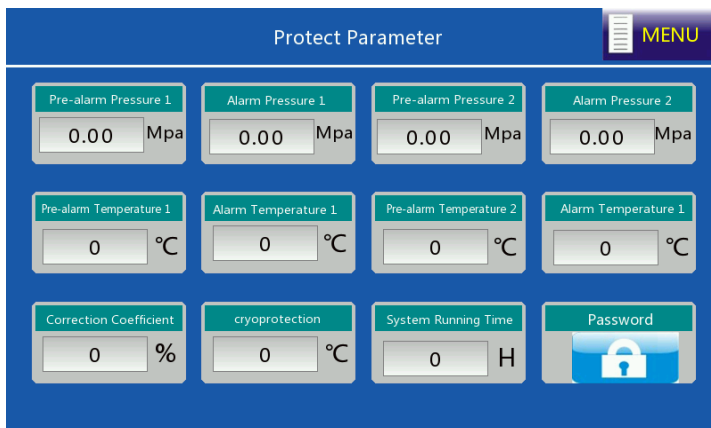 Protect Parameter
MENU
Pre-alarm Pressure 1
Alarm Pressure 1
Pre-alarm Pressure 2
Alarm Pressure 2
0.00 Mpa
0.00 Mpa
0.00 Mpa
0.00 Mpa
Pre-alarm Temperature 1
Alarm Temperature 1
Pre-alarm Temperature 2
Alarm Temperature 1
0 ℃
0 ℃
0 ℃
0 ℃
Correction Coefficient
cryoprotection
System Running Time
Password
0 %
0 ℃
0 H